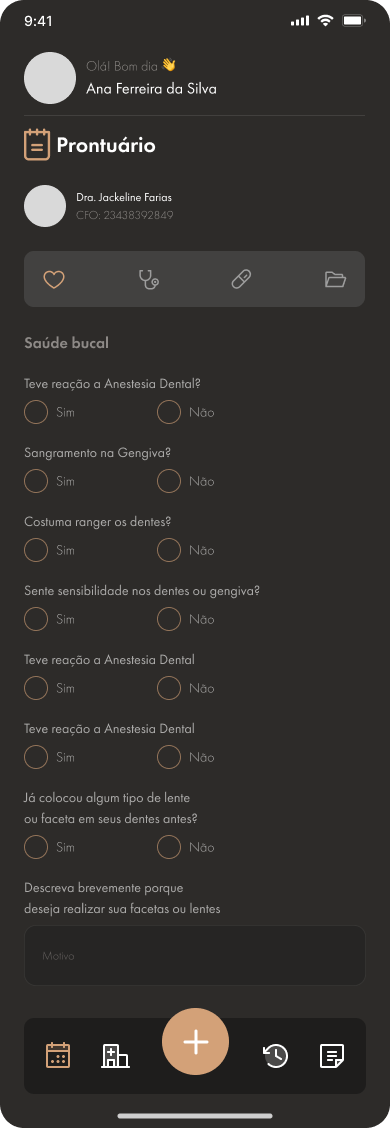 9:41
Olá! Bom dia 👋
Ana Ferreira da Silva
Prontuário
Dra. Jackeline Farias
CFO: 23438392849
Saúde bucal
Teve reação a Anestesia Dental?
Sim Não
Sangramento na Gengiva?
Sim Não
Costuma ranger os dentes?
Sim Não
Sente sensibilidade nos dentes ou gengiva?
Sim Não
Teve reação a Anestesia Dental
Sim Não
Teve reação a Anestesia Dental
Sim Não
Já colocou algum tipo de lente
ou faceta em seus dentes antes?
Sim Não
Descreva brevemente porque
deseja realizar sua facetas ou lentes
Motivo